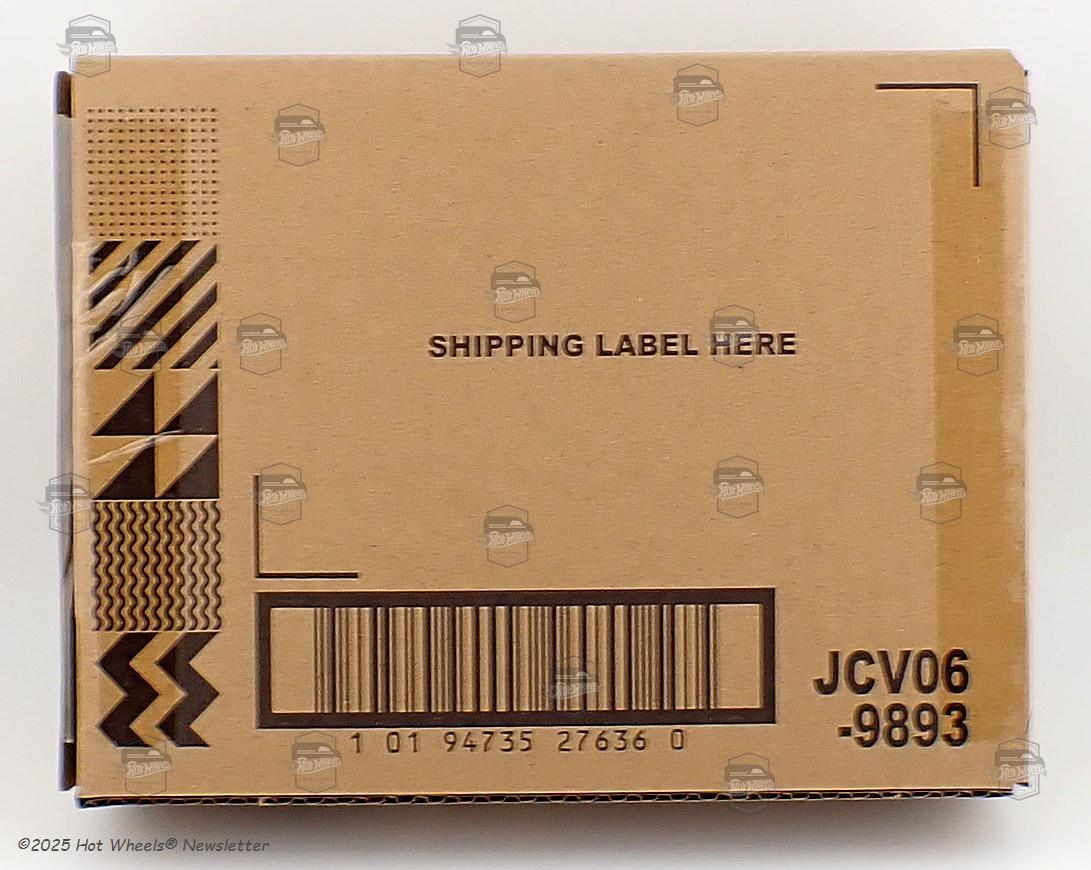 SHIPPING LABEL HERE
JCV06
-9893
1 01 94735 27636 0
©2025 Hot Wheels® Newsletter